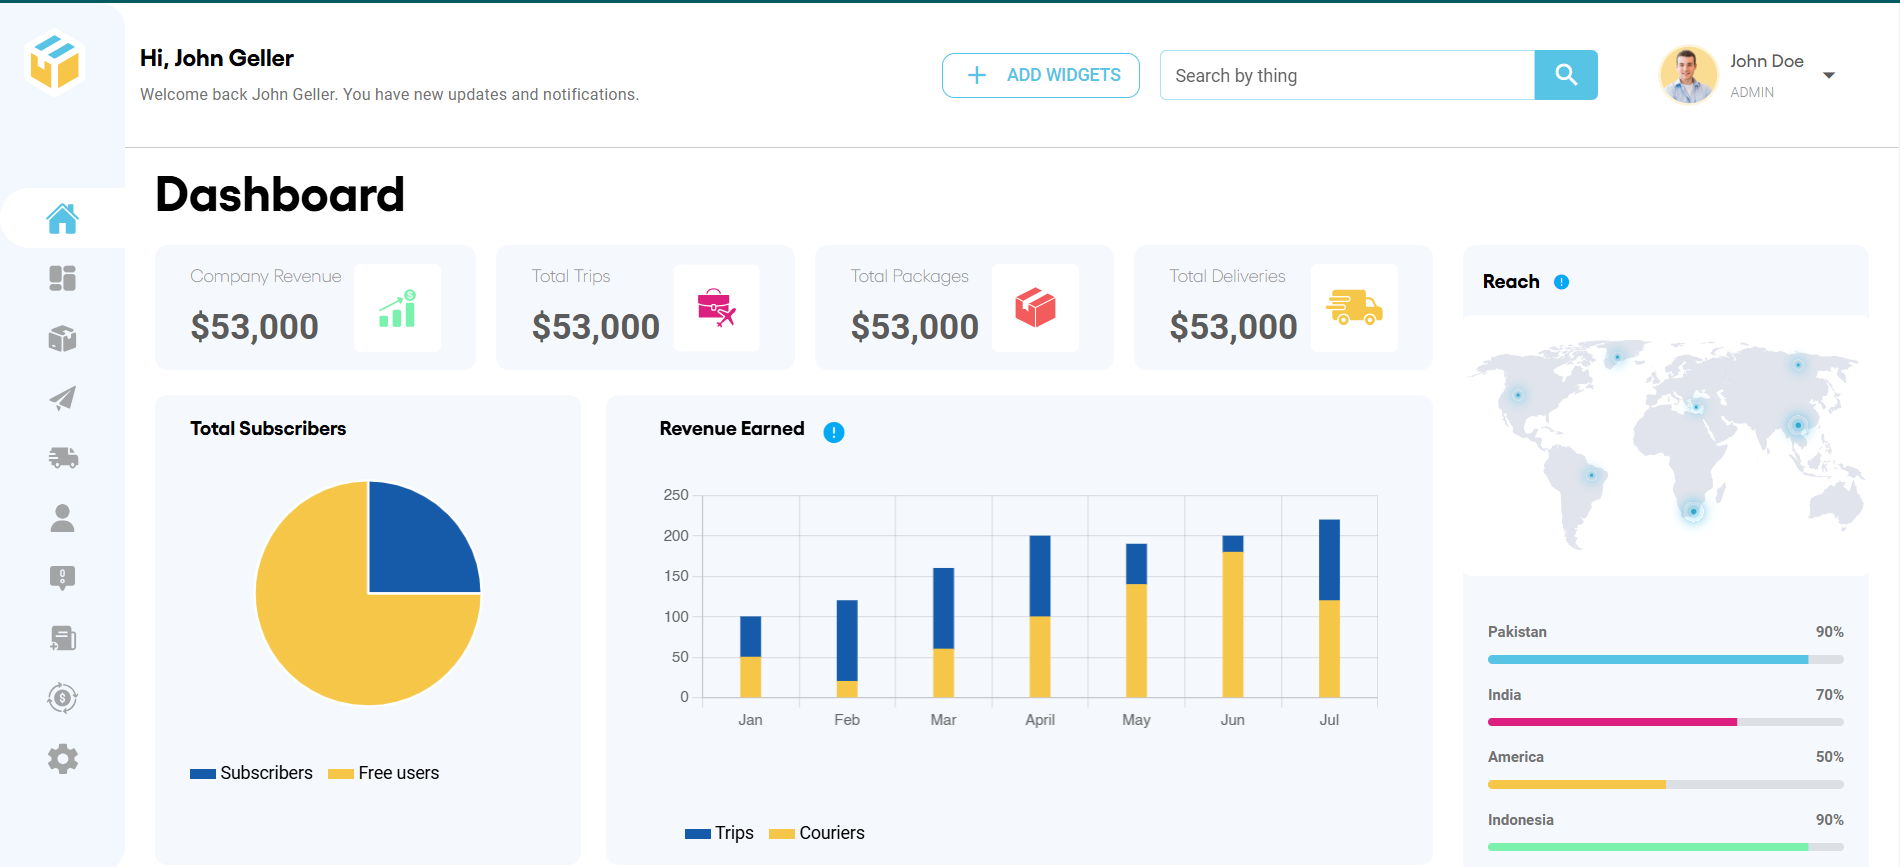 Hi, John Geller
Welcome back John Geller. You have new updates and notifications.
ADD WIDGETS
Search by thing
John Doe
ADMIN
Dashboard
Company Revenue
$53,000
Total Trips
$53,000
Total Packages
$53,000
Total Deliveries
$53,000
Total Subscribers
Subscribers Free users
Revenue Earned
250
200
150
100
50
0
Jan Feb Mar April May Jun Jul
Trips Couriers
Reach
Pakistan 90%
India 70%
America 50%
Indonesia 90%